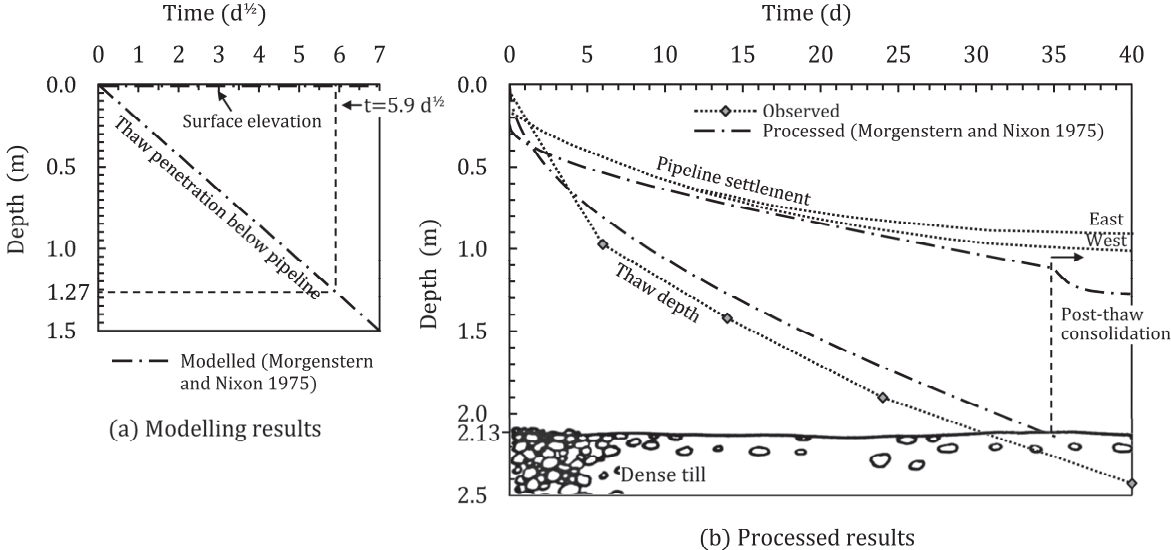 Time (d½)
0 1 2 3 4 5 6 7
Depth (m)
0.0
0.5
1.0
1.27
1.5
t=5.9 d½
Surface elevation
Thaw penetration below pipeline
Modelled (Morgenstern
and Nixon 1975)
(a) Modelling results
Time (d)
0 5 10 15 20 25 30 35 40
Depth (m)
0.0
0.5
1.0
1.5
2.0
2.13
2.5
Observed
Processed (Morgenstern and Nixon 1975)
Pipeline settlement
East
West
Thaw depth
Post-thaw
consolidation
Dense till
(b) Processed results